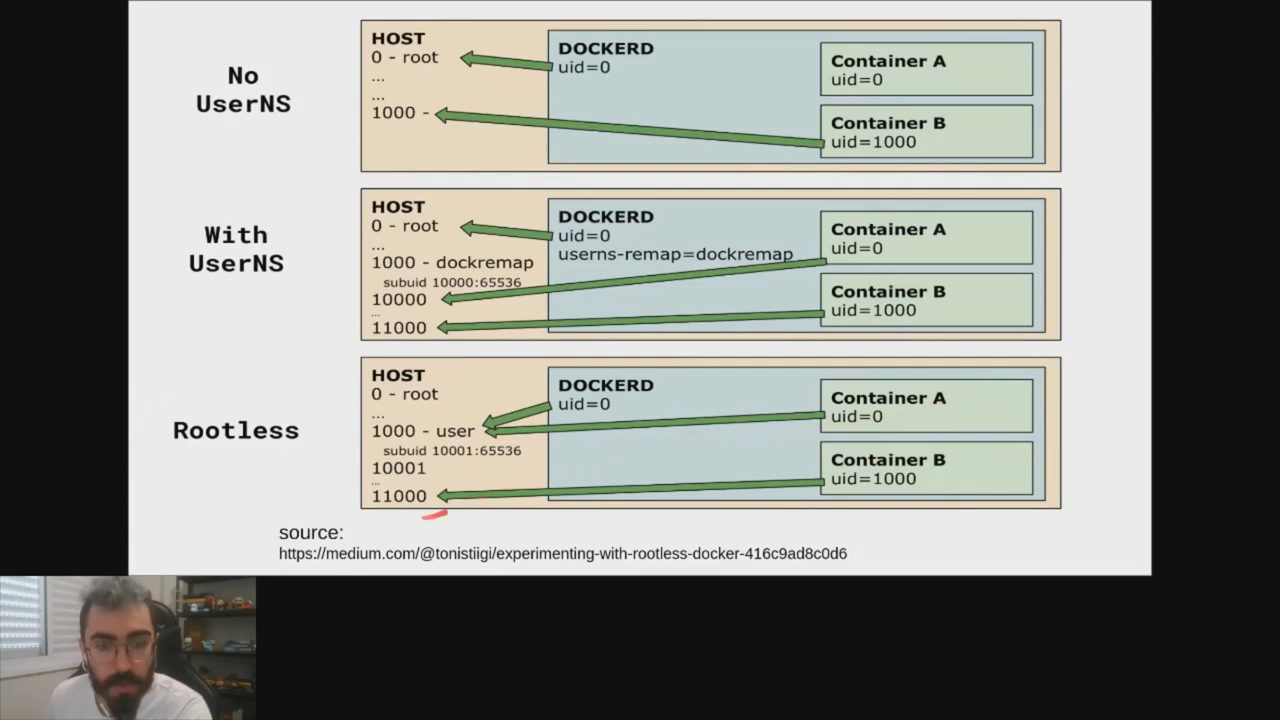 No
UserNS
HOST
0 - root
...
...
1000 -
DOCKERD
uid=0
Container A
uid=0
Container B
uid=1000
With
UserNS
HOST
0 - root
...
1000 - dockremap
subuid 10000:65536
10000
...
11000
DOCKERD
uid=0
userns-remap=dockremap
Container A
uid=0
Container B
uid=1000
Rootless
HOST
0 - root
...
1000 - user
subuid 10001:65536
10001
...
11000
DOCKERD
uid=0
Container A
uid=0
Container B
uid=1000
source:
https://medium.com/@tonistiigi/experimenting-with-rootless-docker-416c9ad8c0d6